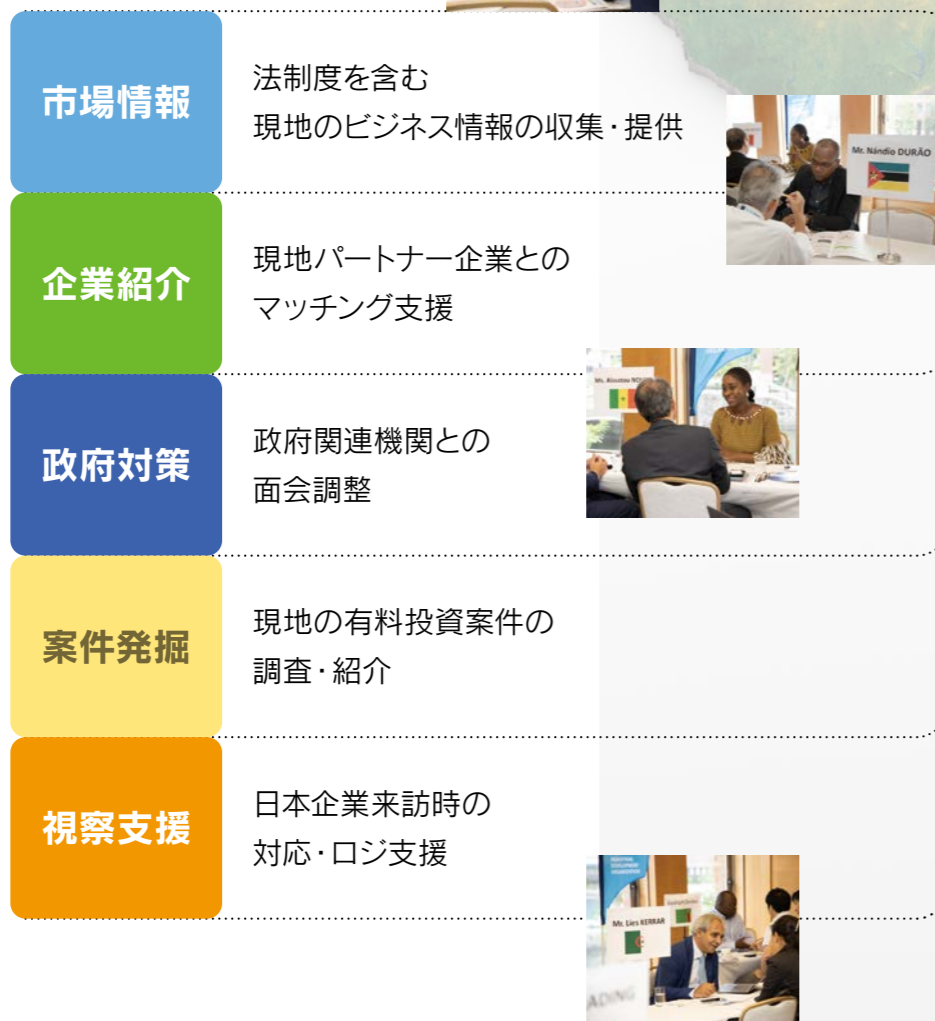 市場情報
法制度を含む
現地のビジネス情報の収集・提供
Mr. Nándio DURÃO
企業紹介
現地パートナー企業との
マッチング支援
政府対策
政府関連機関との
面会調整
案件発掘
現地の有料投資案件の
調査・紹介
視察支援
日本企業来訪時の
対応・ロジ支援
Mr. Lies KERRAR